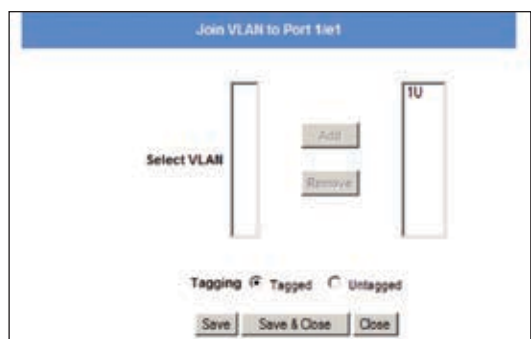 Join VLAN to Port 1/e1
1U
Add
Select VLAN
Remove
Tagging Tagged Untagged
Save Save & Close Close